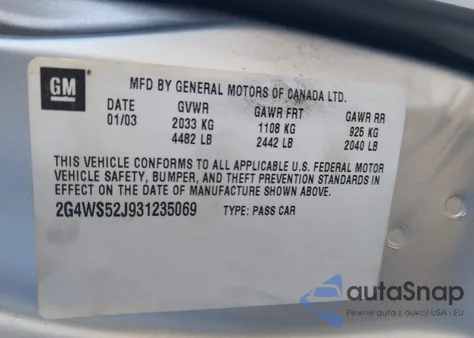 GM
MFD BY GENERAL MOTORS OF CANADA LTD.
DATE GVWR GAWR FRT GAWR RR
01/03 2033 KG 1108 KG 925 KG
4482 LB 2442 LB 2040 LB
THIS VEHICLE CONFORMS TO ALL APPLICABLE U.S. FEDERAL MOTOR
VEHICLE SAFETY, BUMPER, AND THEFT PREVENTION STANDARDS IN
EFFECT ON THE DATE OF MANUFACTURE SHOWN ABOVE.
2G4WS52J931235069 TYPE: PASS CAR
autoSnap
Pewne auta z aukcji USA i EU